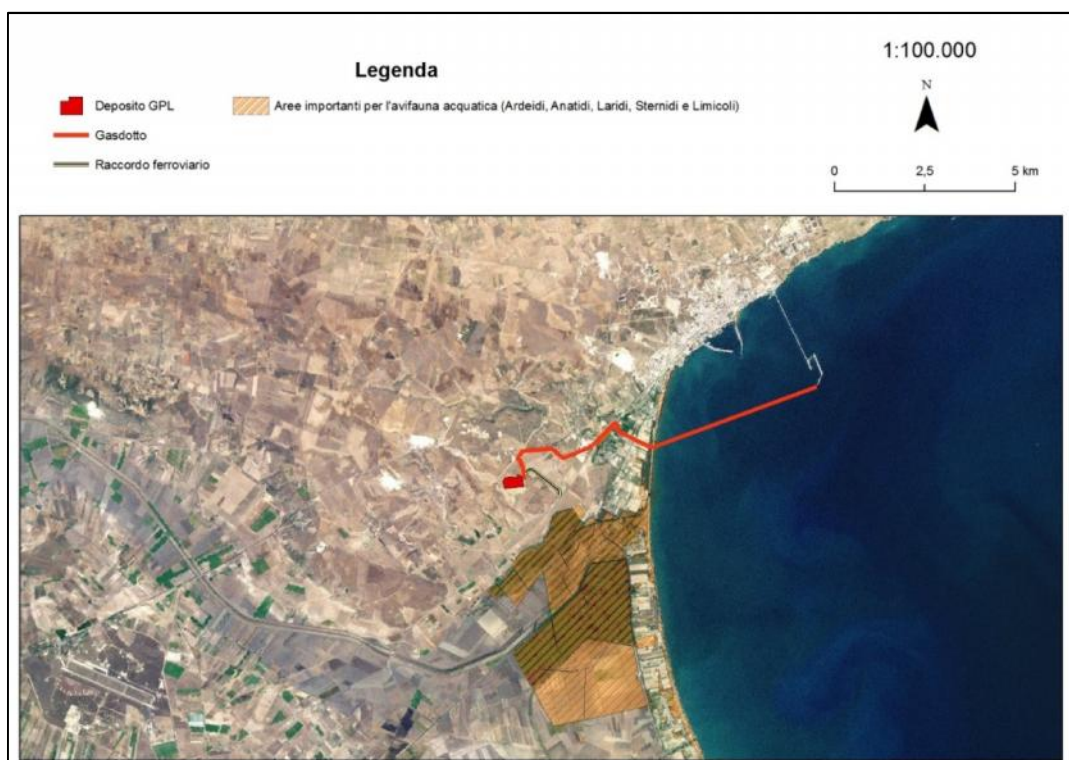 1:100.000
Legenda
N
Deposito GPL
Aree importanti per l'avifauna acquatica (Ardeidi, Anatidi, Laridi, Sternidi e Limicoli)
Gasdotto
Raccordo ferroviario
0 2,5 5 km